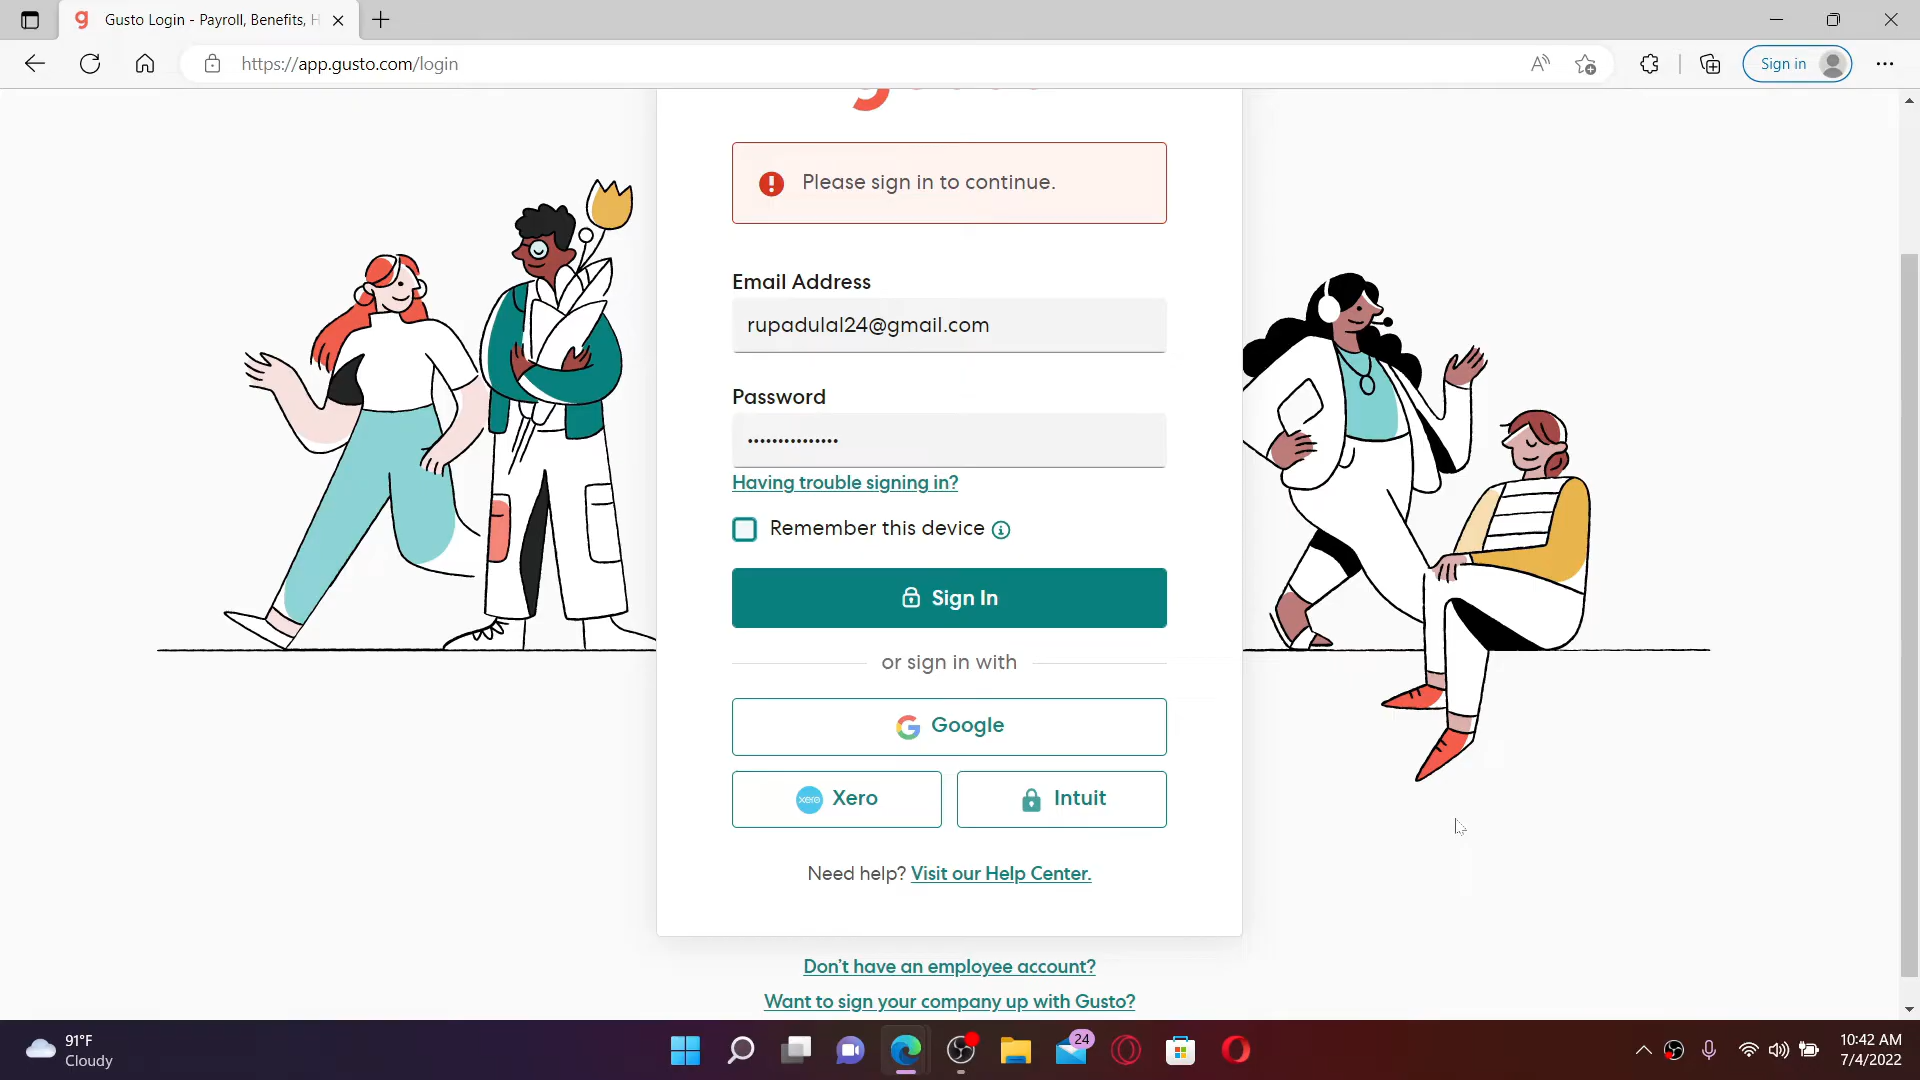 Gusto Login - Payroll, Benefits, H
https://app.gusto.com/login
Sign in
Please sign in to continue.
Email Address
rupadulal24@gmail.com
Password
•••••••••••••••
Having trouble signing in?
Remember this device
Sign In
or sign in with
Google
xero Xero
Intuit
Need help? Visit our Help Center.
Don't have an employee account?
Want to sign your company up with Gusto?
91°F
Cloudy
24
10:42 AM
7/4/2022